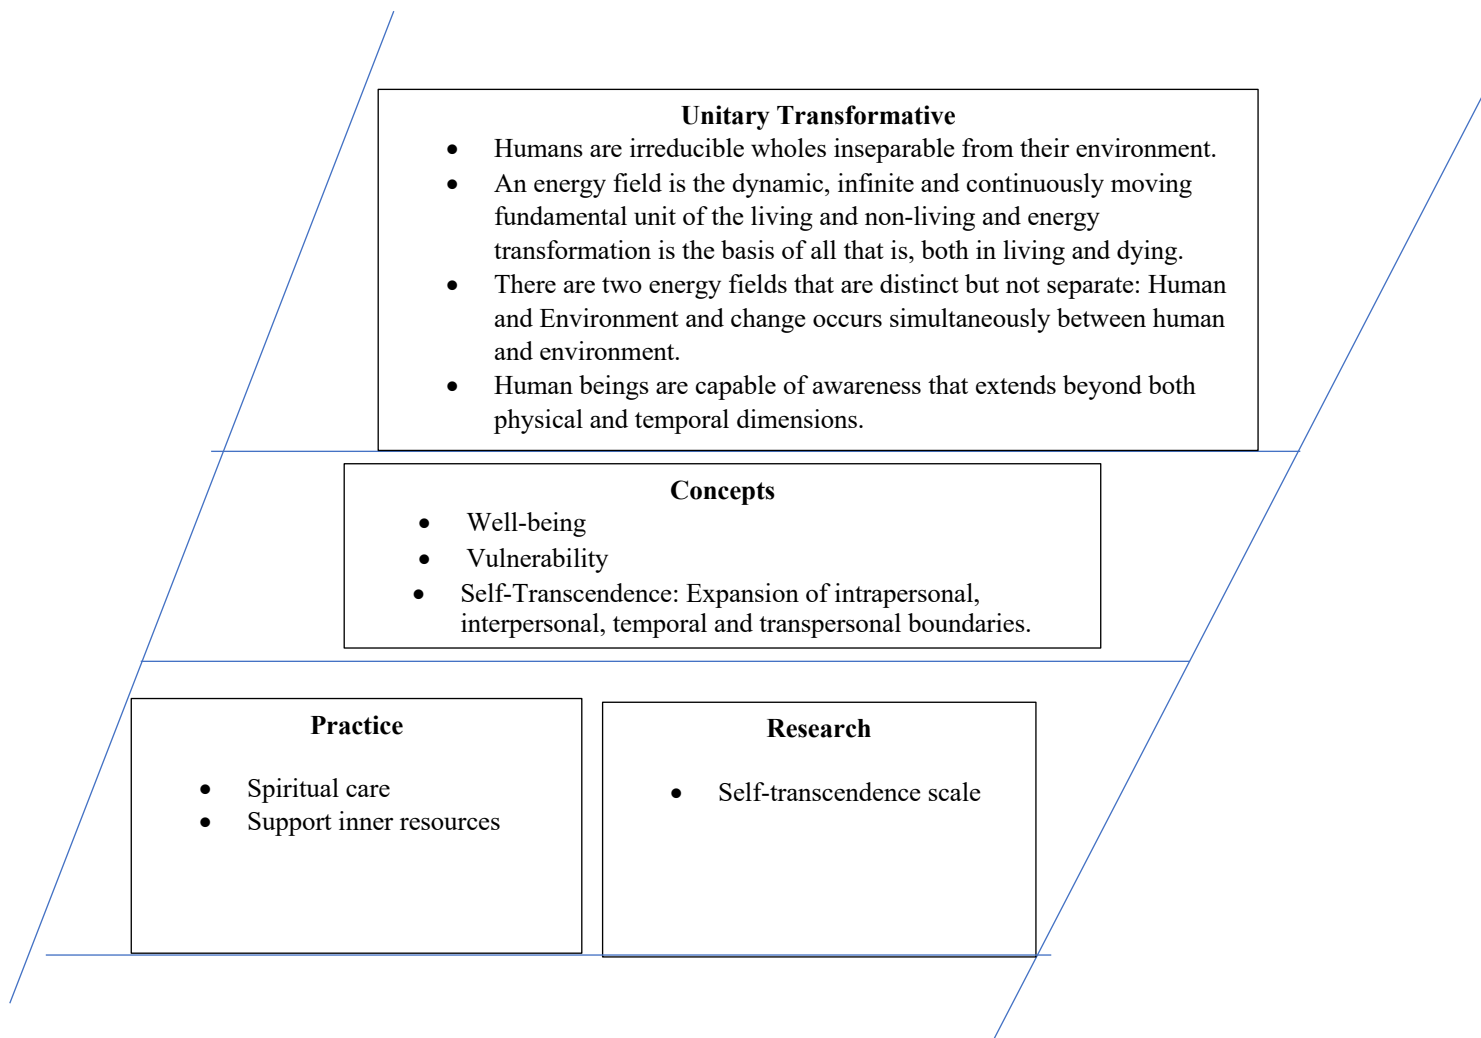 Unitary Transformative
• Humans are irreducible wholes inseparable from their environment.
• An energy field is the dynamic, infinite and continuously moving
fundamental unit of the living and non-living and energy
transformation is the basis of all that is, both in living and dying.
• There are two energy fields that are distinct but not separate: Human
and Environment and change occurs simultaneously between human
and environment.
• Human beings are capable of awareness that extends beyond both
physical and temporal dimensions.
Concepts
• Well-being
• Vulnerability
• Self-Transcendence: Expansion of intrapersonal,
interpersonal, temporal and transpersonal boundaries.
Practice
• Spiritual care
• Support inner resources
Research
• Self-transcendence scale